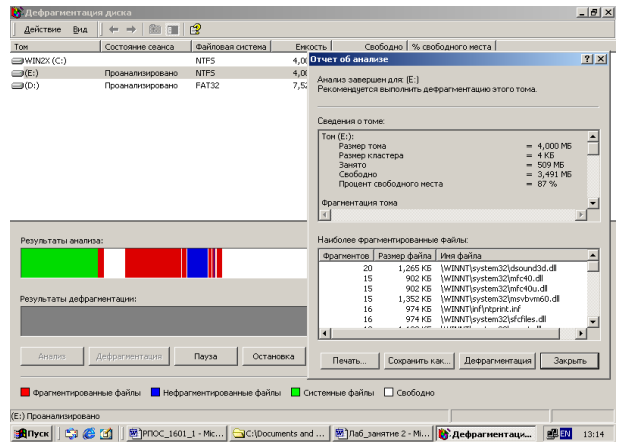 Дефрагментация диска
Действие Вид
Том Состояние сеанса Файловая система Емкость Свободно % свободного места
WIN2X (C:) NTFS
(E:) Проанализировано NTFS
(D:) Проанализировано FAT32
Отчет об анализе
Анализ завершен для: (E:)
Рекомендуется выполнить дефрагментацию этого тома.
Сведения о томе:
Том (E:):
Размер тома = 4,000 МБ
Размер кластера = 4 КБ
Занято = 509 МБ
Свободно = 3,491 МБ
Процент свободного места = 87 %
Фрагментация тома
Наиболее фрагментированные файлы:
Фрагментов Размер файла Имя файла
20 1,265 КБ \WINNT\system32\dsound3d.dll
15 902 КБ \WINNT\system32\mfc40.dll
15 902 КБ \WINNT\system32\mfc40u.dll
15 1,352 КБ \WINNT\system32\msvbvm60.dll
16 974 КБ \WINNT\inf\ntprint.inf
16 974 КБ \WINNT\system32\sfcfiles.dll
Печать... Сохранить как... Дефрагментация Закрыть
Результаты анализа:
Результаты дефрагментации:
Анализ Дефрагментация Пауза Остановка
Фрагментированные файлы Нефрагментированные файлы Системные файлы Свободно
(E:) Проанализировано
Пуск РПОС_1601_1 - Mic... C:\Documents and ... Лаб_занятие 2 - Mi... Дефрагментаци... EN 13:14